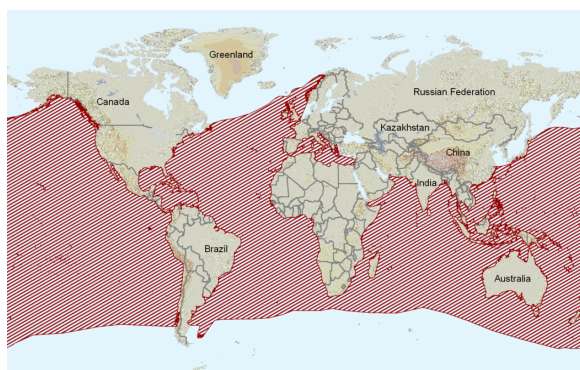 Greenland
Canada
Russian Federation
Kazakhstan
China
India
Brazil
Australia